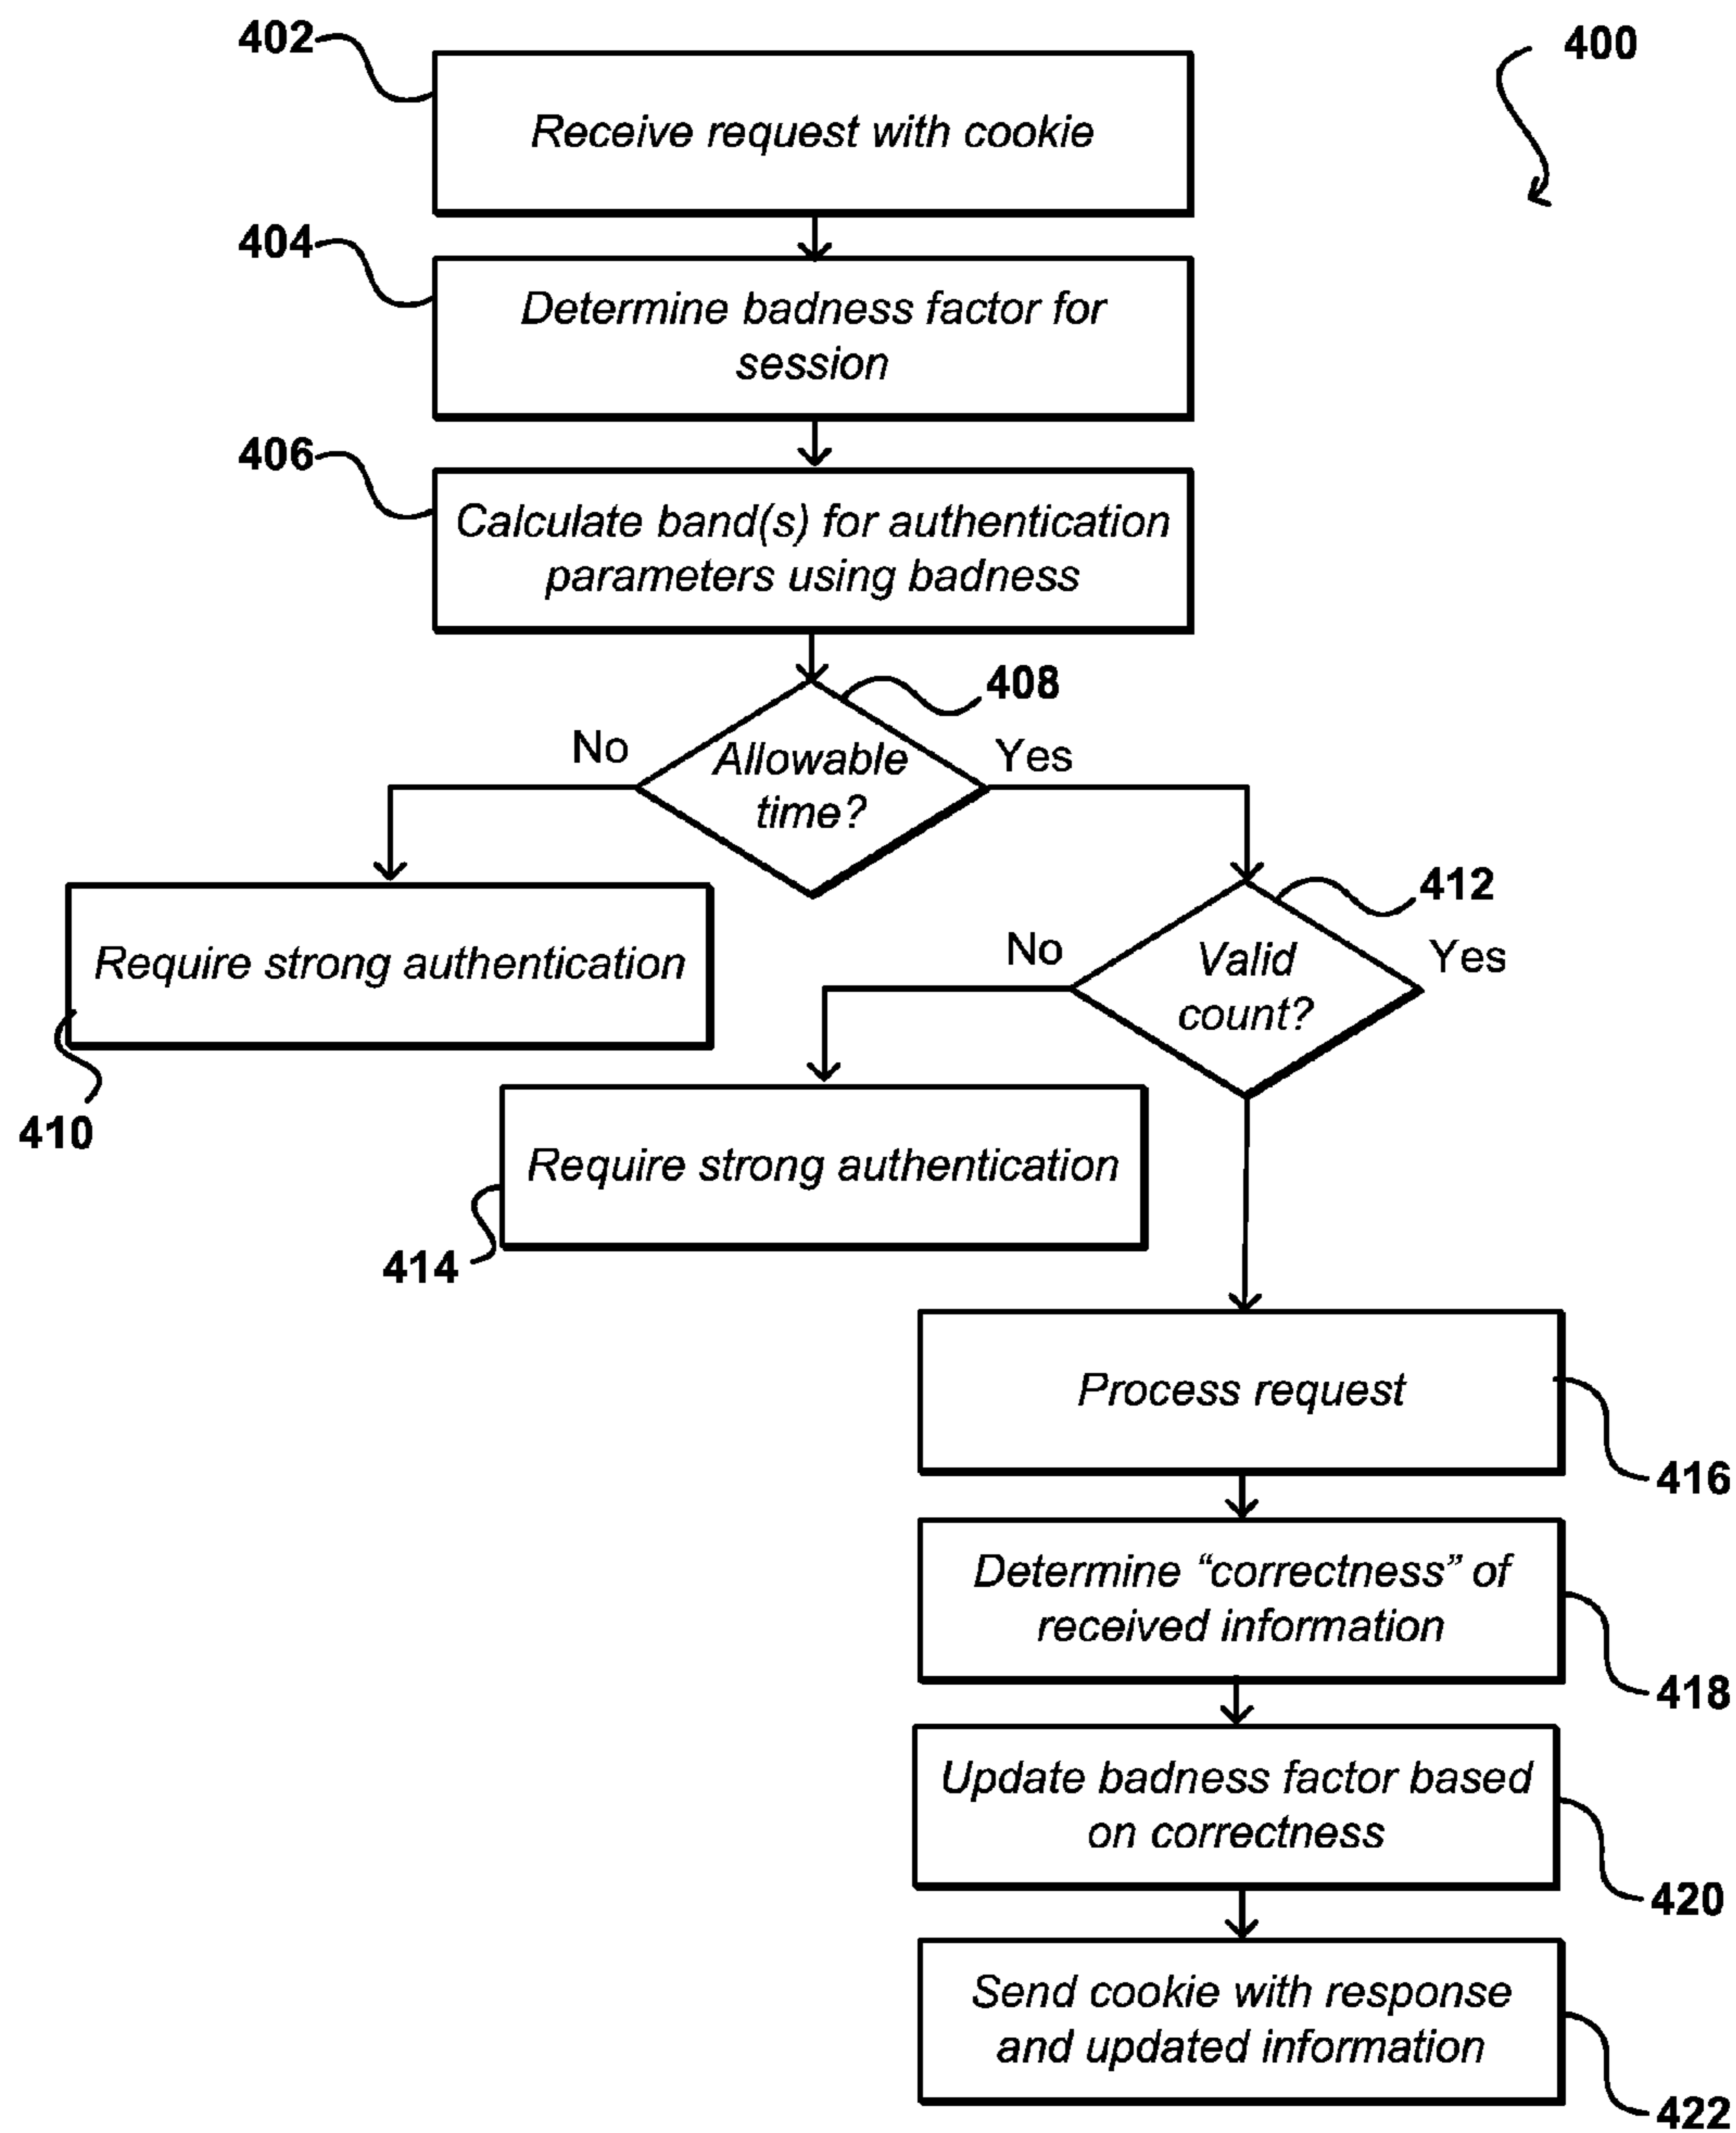 402
400
Receive request with cookie
404
Determine badness factor for
session
406
Calculate band(s) for authentication
parameters using badness
408
No
Yes
Allowable
time?
412
Require strong authentication
No
Yes
Valid
count?
410
Require strong authentication
414
Process request
416
Determine “correctness” of
received information
418
Update badness factor based
on correctness
420
Send cookie with response
and updated information
422